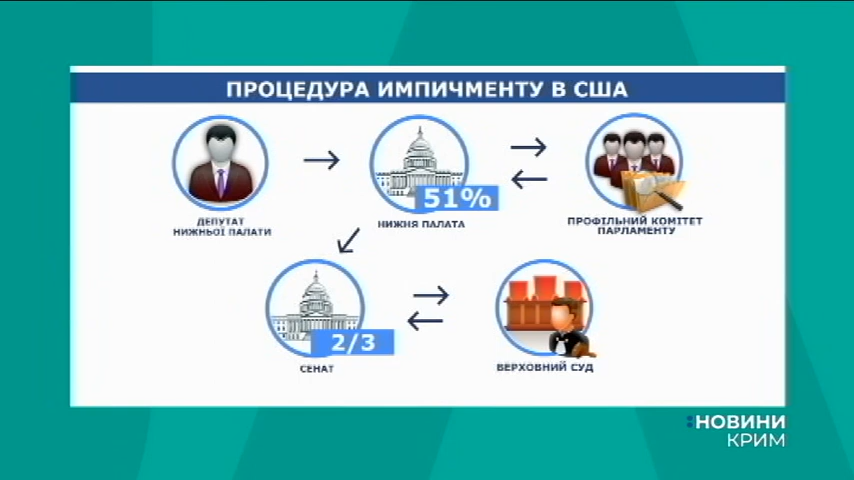 ПРОЦЕДУРА ИМПИЧМЕНТУ В США
ДЕПУТАТ
НИЖНЬОЇ ПАЛАТИ
51%
НИЖНЯ ПАЛАТА
ПРОФІЛЬНИЙ КОМІТЕТ
ПАРЛАМЕНТУ
2/3
СЕНАТ
ВЕРХОВНИЙ СУД
:НОВИНИ
КРИМ